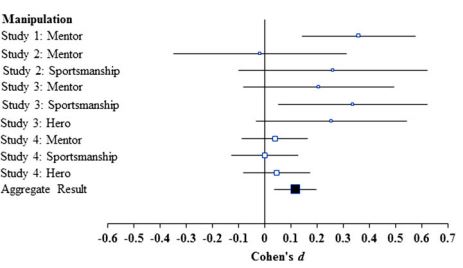 Manipulation
Study 1: Mentor
Study 2: Mentor
Study 2: Sportsmanship
Study 3: Mentor
Study 3: Sportsmanship
Study 3: Hero
Study 4: Mentor
Study 4: Sportsmanship
Study 4: Hero
Aggregate Result
-0.6 -0.5 -0.4 -0.3 -0.2 -0.1 0 0.1 0.2 0.3 0.4 0.5 0.6 0.7
Cohen's d